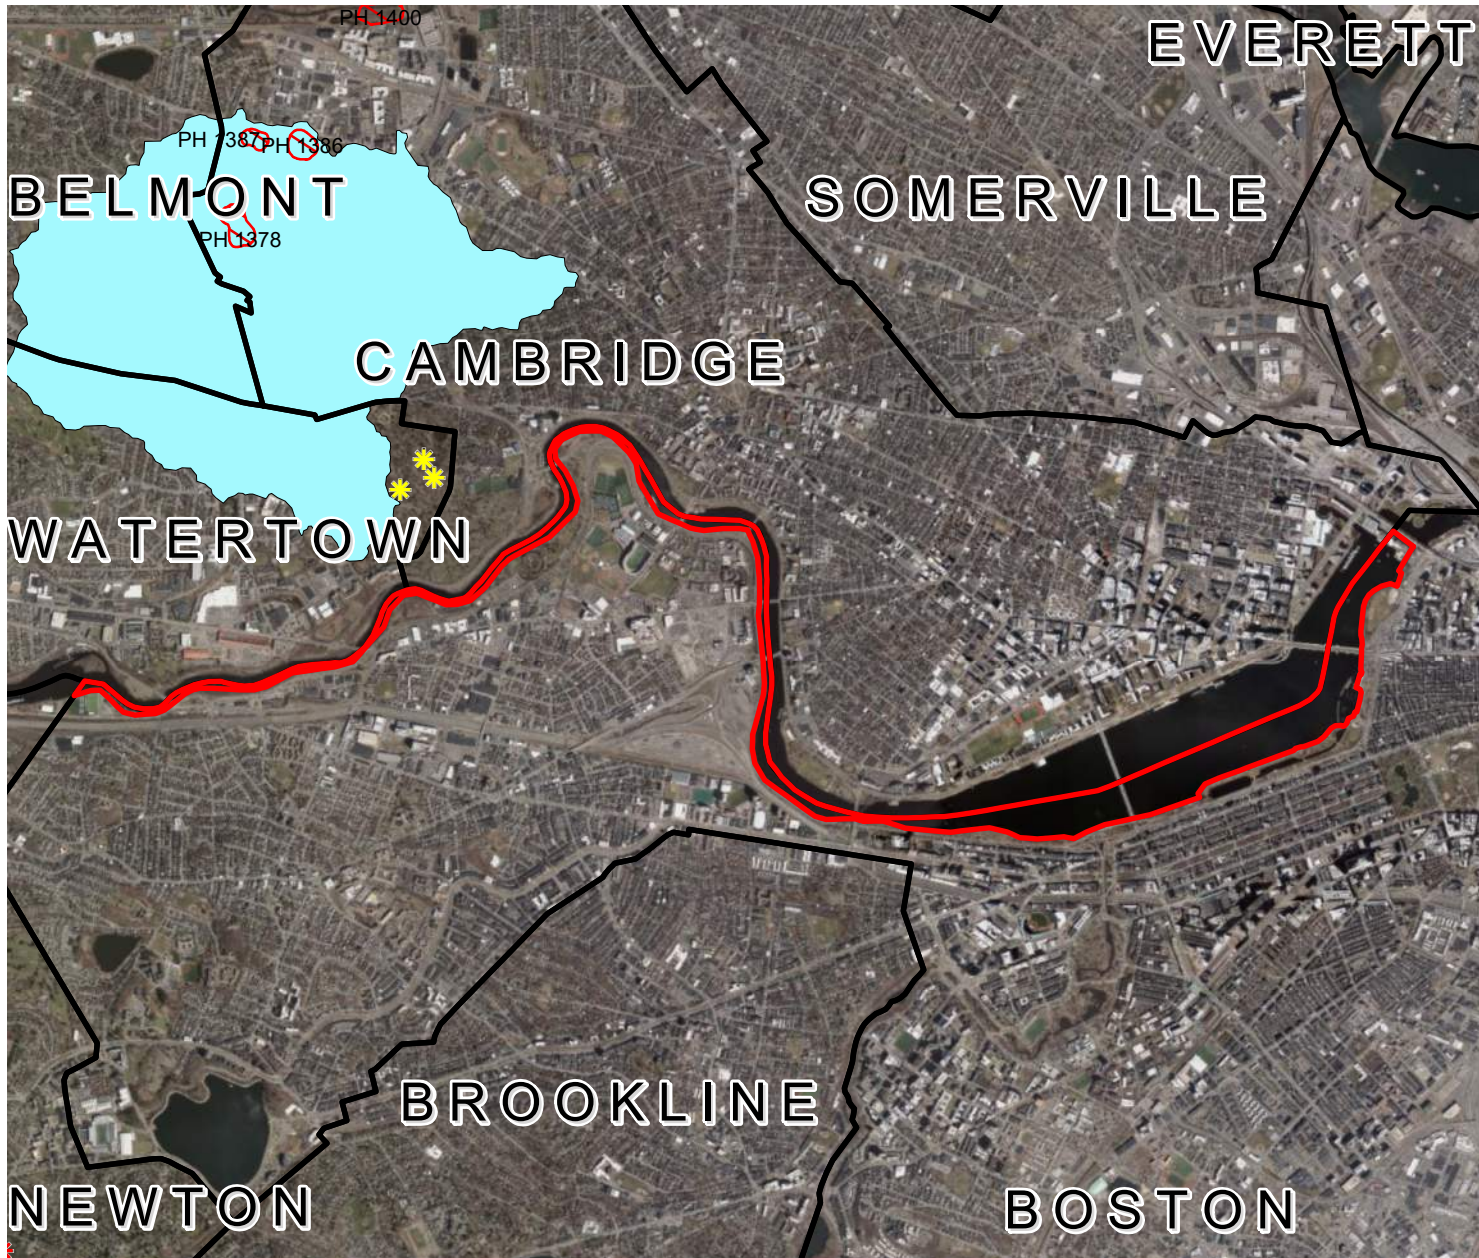 PH 1400
EVERETT
PH 1387
PH 1386
BELMONT
SOMERVILLE
PH 1378
CAMBRIDGE
WATERTOWN
BROOKLINE
NEWTON
BOSTON